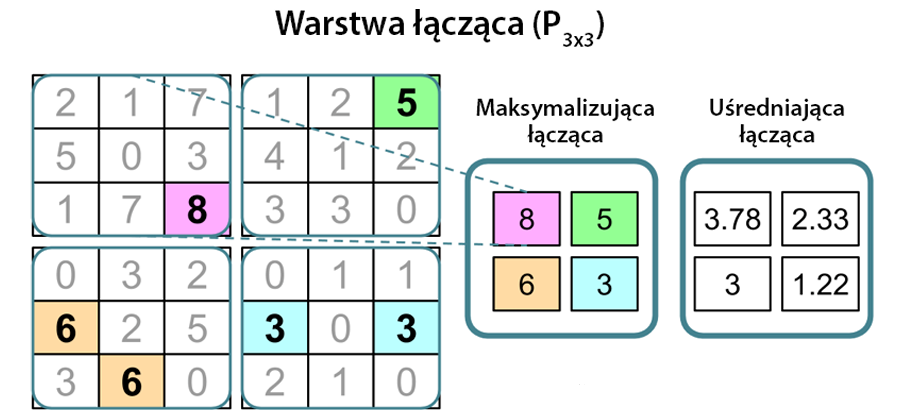 Warstwa łącząca (P3x3)
2 1 7 1 2 5
5 0 3 4 1 2
1 7 8 3 3 0
0 3 2 0 1 1
6 2 5 3 0 3
3 6 0 2 1 0
Maksymalizująca
łącząca
8 5
6 3
Uśredniająca
łącząca
3.78 2.33
3 1.22